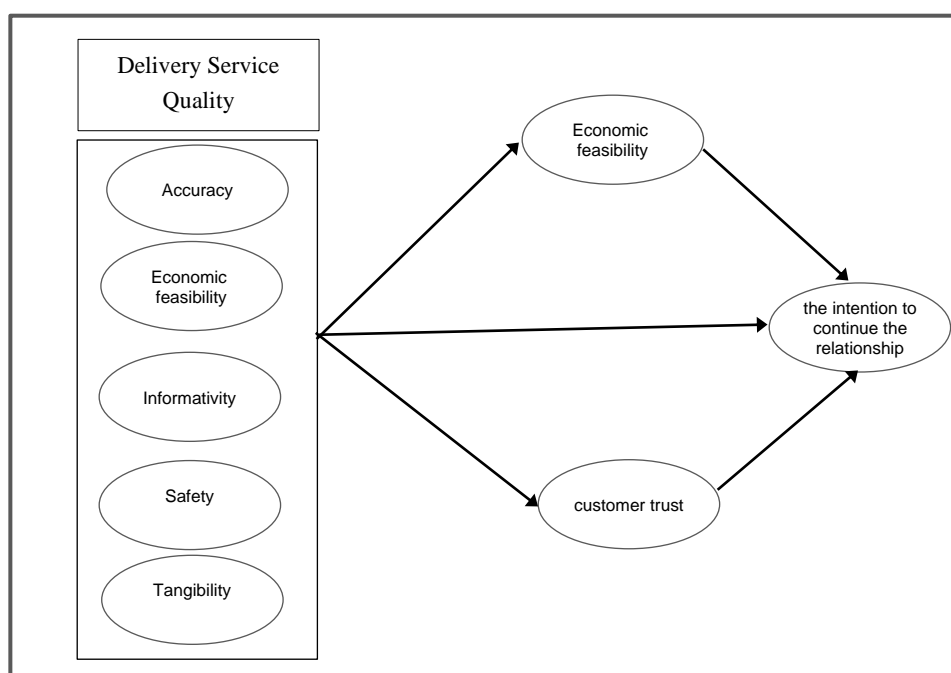 Delivery Service
Quality
Accuracy
Economic
feasibility
Informativity
Safety
Tangibility
Economic
feasibility
customer trust
the intention to
continue the
relationship